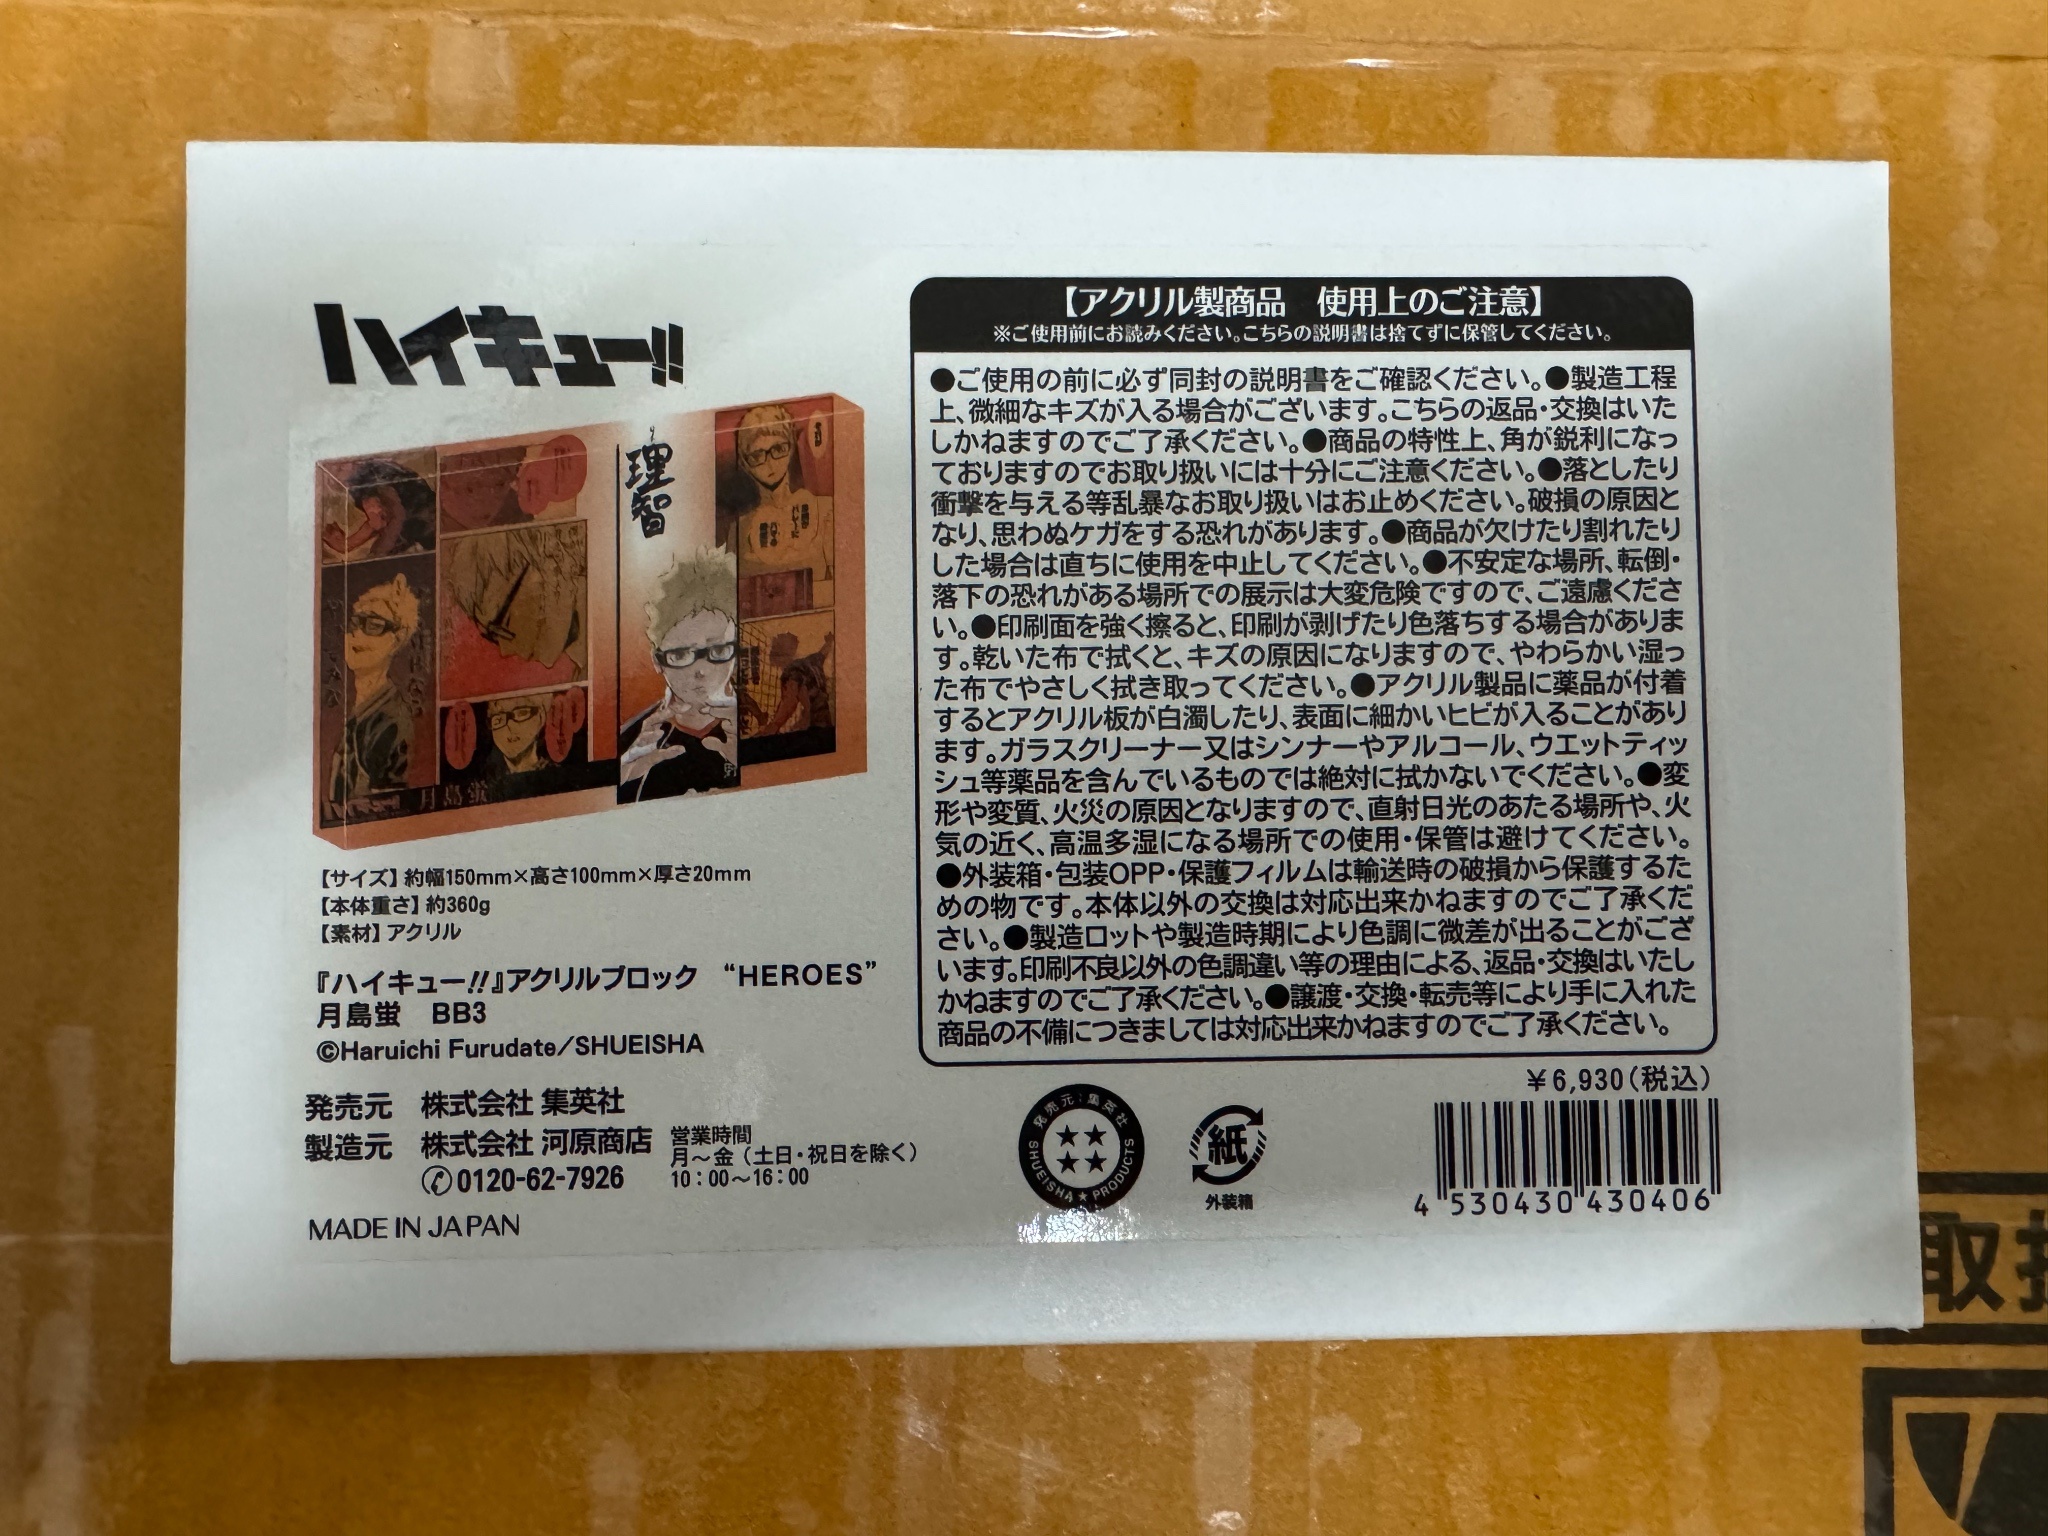 ハイキュー!!
理智
月島蛍
【サイズ】約幅150mm×高さ100mm×厚さ20mm
【本体重さ】約360g
【素材】アクリル
『ハイキュー!!』アクリルブロック　“HEROES”
月島蛍　BB3
©Haruichi Furudate/SHUEISHA
発売元　株式会社 集英社
製造元　株式会社 河原商店
✆0120-62-7926
営業時間
月～金（土日・祝日を除く）
10：00～16：00
MADE IN JAPAN
【アクリル製商品　使用上のご注意】
※ご使用前にお読みください。こちらの説明書は捨てずに保管してください。
●ご使用の前に必ず同封の説明書をご確認ください。●製造工程
上、微細なキズが入る場合がございます。こちらの返品・交換はいた
しかねますのでご了承ください。●商品の特性上、角が鋭利になっ
ておりますのでお取り扱いには十分にご注意ください。●落としたり
衝撃を与える等乱暴なお取り扱いはお止めください。破損の原因と
なり、思わぬケガをする恐れがあります。●商品が欠けたり割れたり
した場合は直ちに使用を中止してください。●不安定な場所、転倒・
落下の恐れがある場所での展示は大変危険ですので、ご遠慮くださ
い。●印刷面を強く擦ると、印刷が剥げたり色落ちする場合がありま
す。乾いた布で拭くと、キズの原因になりますので、やわらかい湿っ
た布でやさしく拭き取ってください。●アクリル製品に薬品が付着
するとアクリル板が白濁したり、表面に細かいヒビが入ることがあり
ます。ガラスクリーナー又はシンナーやアルコール、ウエットティッ
シュ等薬品を含んでいるものでは絶対に拭かないでください。●変
形や変質、火災の原因となりますので、直射日光のあたる場所や、火
気の近く、高温多湿になる場所での使用・保管は避けてください。
●外装箱・包装OPP・保護フィルムは輸送時の破損から保護するた
めの物です。本体以外の交換は対応出来かねますのでご了承くだ
さい。●製造ロットや製造時期により色調に微差が出ることがござ
います。印刷不良以外の色調違い等の理由による、返品・交換はいたし
かねますのでご了承ください。●譲渡・交換・転売等により手に入れた
商品の不備につきましては対応出来かねますのでご了承ください。
￥6,930（税込）
発売元：集英社
SHUEISHA★PRODUCTS
紙
外装箱
4 530430 430406
取扱